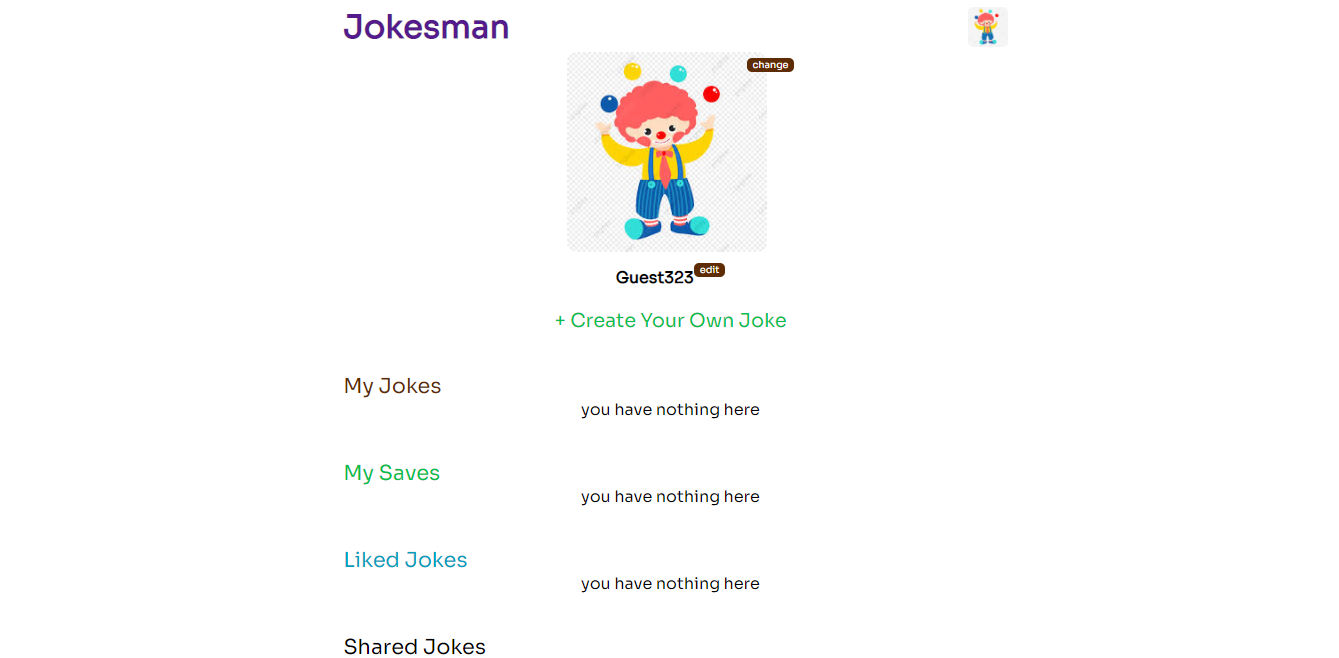 Jokesman
change
Guest323 edit
+ Create Your Own Joke
My Jokes
you have nothing here
My Saves
you have nothing here
Liked Jokes
you have nothing here
Shared Jokes